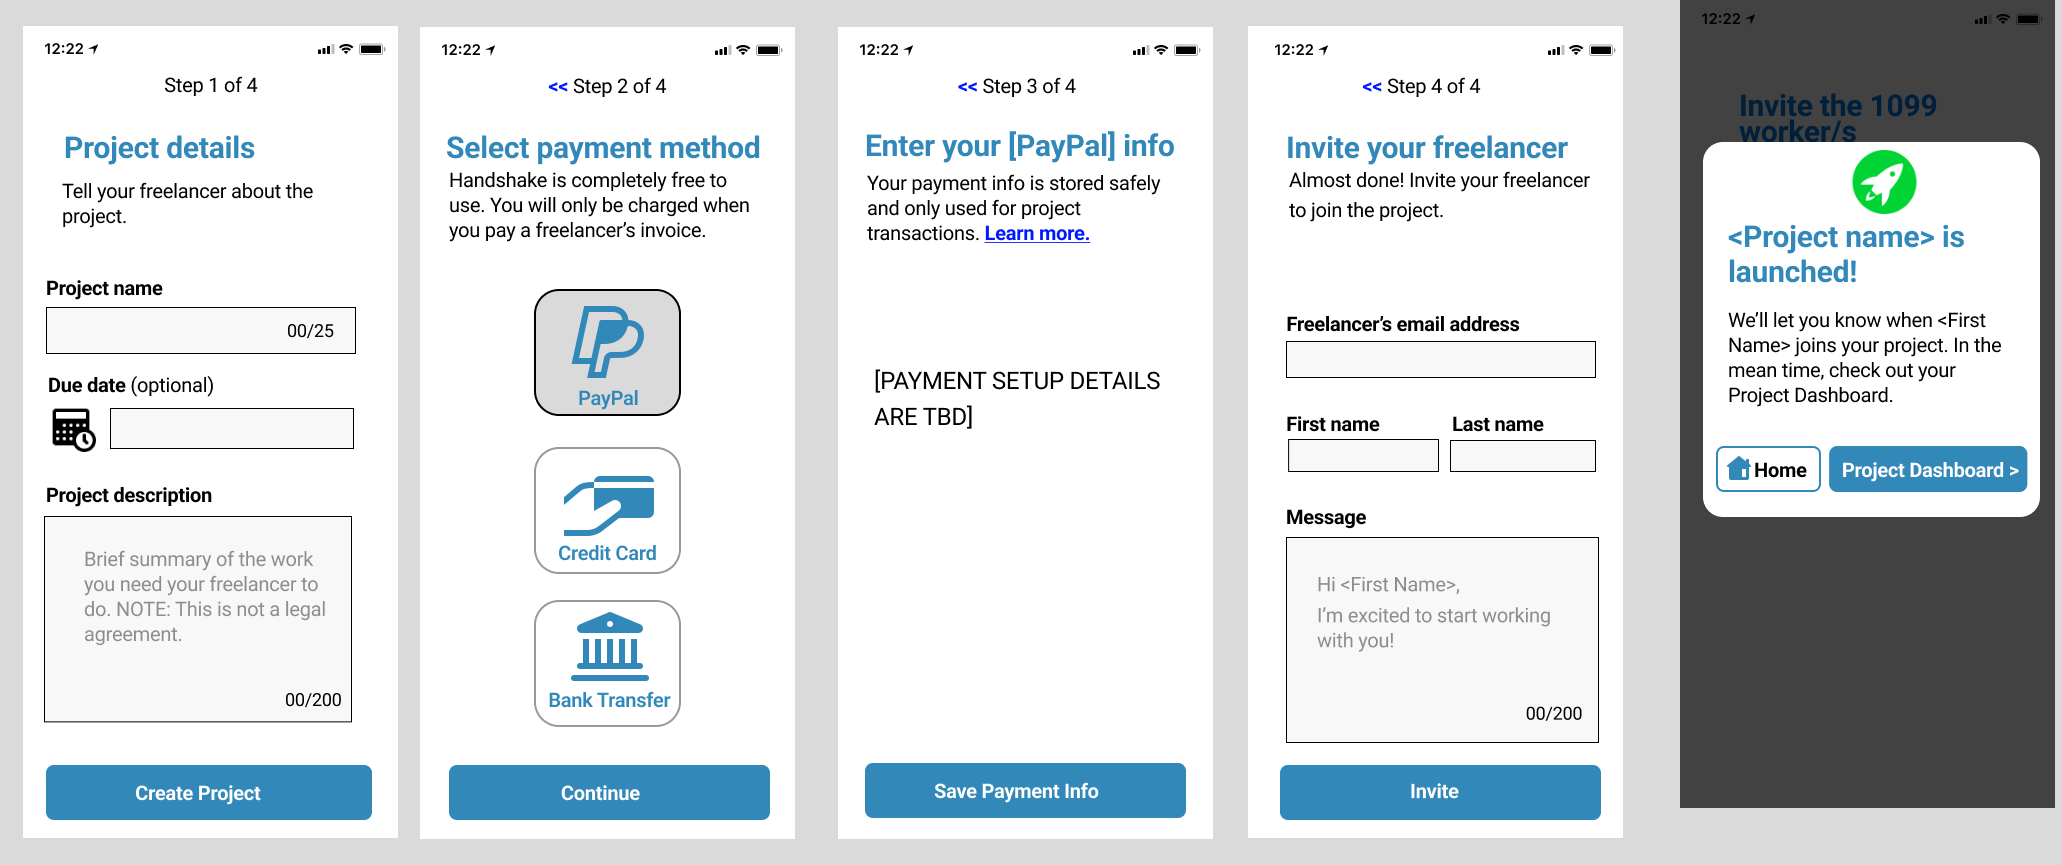 12:22
Step 1 of 4
Project details
Tell your freelancer about the
project.
Project name
00/25
Due date (optional)
Project description
Brief summary of the work
you need your freelancer to
do. NOTE: This is not a legal
agreement.
00/200
Create Project
12:22
<< Step 2 of 4
Select payment method
Handshake is completely free to
use. You will only be charged when
you pay a freelancer’s invoice.
PayPal
Credit Card
Bank Transfer
Continue
12:22
<< Step 3 of 4
Enter your [PayPal] info
Your payment info is stored safely
and only used for project
transactions. Learn more.
[PAYMENT SETUP DETAILS
ARE TBD]
Save Payment Info
12:22
<< Step 4 of 4
Invite your freelancer
Almost done! Invite your freelancer
to join the project.
Freelancer’s email address
First name
Last name
Message
Hi <First Name>,
I’m excited to start working
with you!
00/200
Invite
12:22
Invite the 1099
worker/s
<Project name> is
launched!
We’ll let you know when <First
Name> joins your project. In the
mean time, check out your
Project Dashboard.
Home
Project Dashboard >